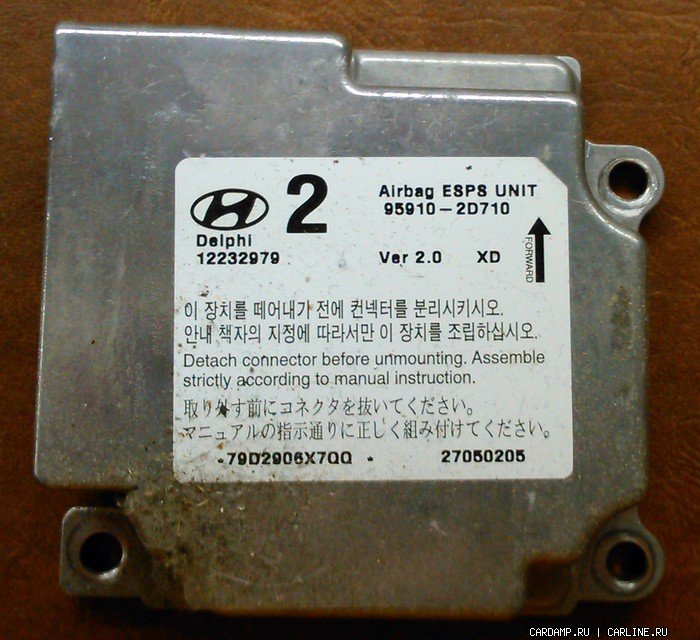 2
Airbag ESPS UNIT
95910-2D710
Delphi
12232979
Ver 2.0 XD
FORWARD
이 장치를 떼어내기 전에 컨넥터를 분리시키시오.
안내 책자의 지정에 따라서만 이 장치를 조립하십시오.
Detach connector before unmounting. Assemble
strictly according to manual instruction.
取り外す前にコネクタを抜いてください。
マニュアルの指示通りに正しく組み付けてください。
79D2906X7QQ
27050205
CARDAMP.RU | CARLINE.RU